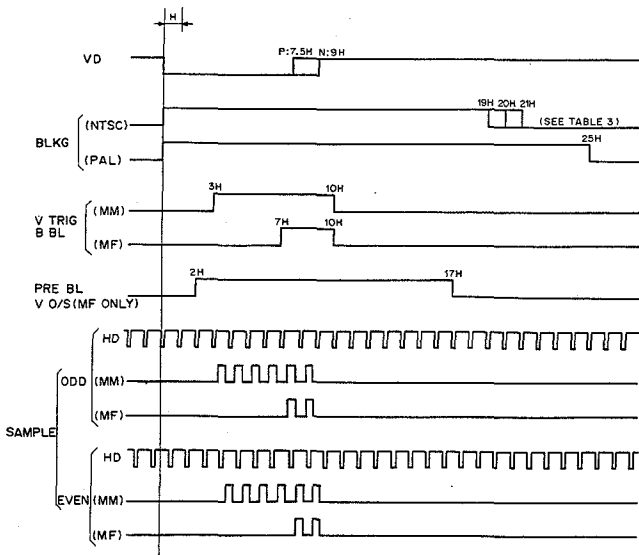 H
P:7.5H N:9H
VD
19H 20H 21H
(NTSC)
(SEE TABLE 3)
BLKG
25H
(PAL)
3H 10H
(MM)
V TRIG
B BL
7H 10H
(MF)
2H 17H
PRE BL
V O/S(MF ONLY)
HD
ODD (MM)
(MF)
SAMPLE
HD
EVEN (MM)
(MF)